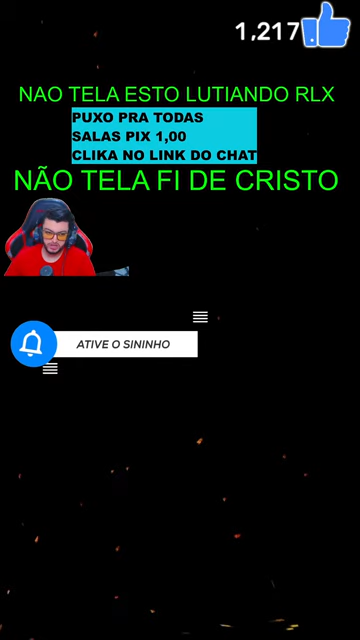 1,217
NAO TELA ESTO LUTIANDO RLX
PUXO PRA TODAS
SALAS PIX 1,00
CLIKA NO LINK DO CHAT
NÃO TELA FI DE CRISTO
ATIVE O SININHO